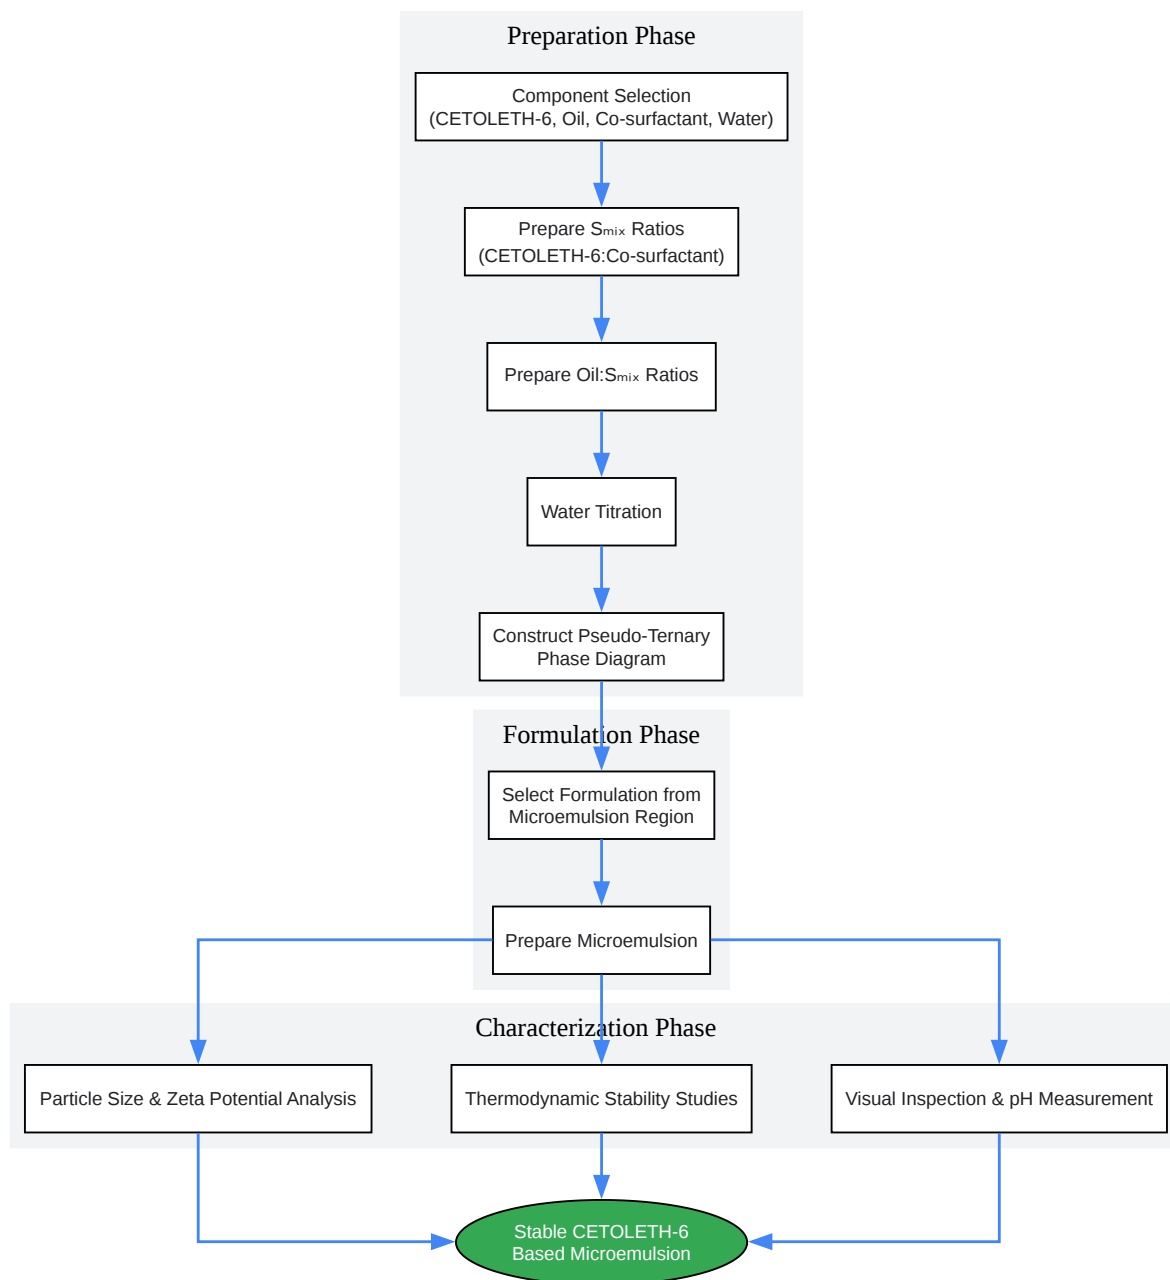 Preparation Phase
Component Selection
(CETOLETH-6, Oil, Co-surfactant, Water)
Prepare Sₘᵢₓ Ratios
(CETOLETH-6:Co-surfactant)
Prepare Oil:Sₘᵢₓ Ratios
Water Titration
Construct Pseudo-Ternary
Phase Diagram
Formulation Phase
Select Formulation from
Microemulsion Region
Prepare Microemulsion
Characterization Phase
Particle Size & Zeta Potential Analysis
Thermodynamic Stability Studies
Visual Inspection & pH Measurement
Stable CETOLETH-6
Based Microemulsion